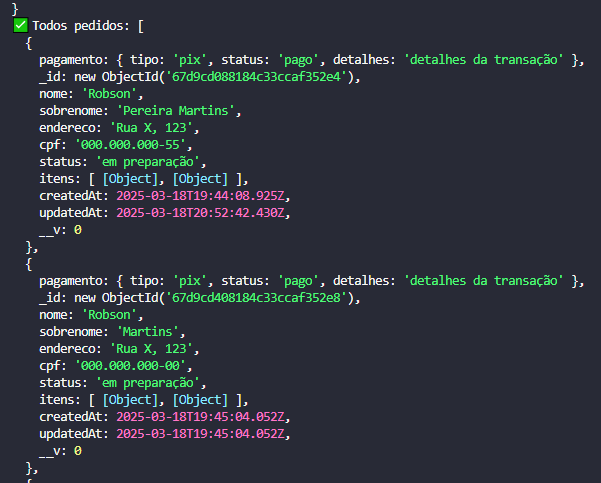 }
✅ Todos pedidos: [
  {
    pagamento: { tipo: 'pix', status: 'pago', detalhes: 'detalhes da transação' },
    _id: new ObjectId('67d9cd088184c33ccaf352e4'),
    nome: 'Robson',
    sobrenome: 'Pereira Martins',
    endereco: 'Rua X, 123',
    cpf: '000.000.000-55',
    status: 'em preparação',
    itens: [ [Object], [Object] ],
    createdAt: 2025-03-18T19:44:08.925Z,
    updatedAt: 2025-03-18T20:52:42.430Z,
    __v: 0
  },
  {
    pagamento: { tipo: 'pix', status: 'pago', detalhes: 'detalhes da transação' },
    _id: new ObjectId('67d9cd408184c33ccaf352e8'),
    nome: 'Robson',
    sobrenome: 'Martins',
    endereco: 'Rua X, 123',
    cpf: '000.000.000-00',
    status: 'em preparação',
    itens: [ [Object], [Object] ],
    createdAt: 2025-03-18T19:45:04.052Z,
    updatedAt: 2025-03-18T19:45:04.052Z,
    __v: 0
  },